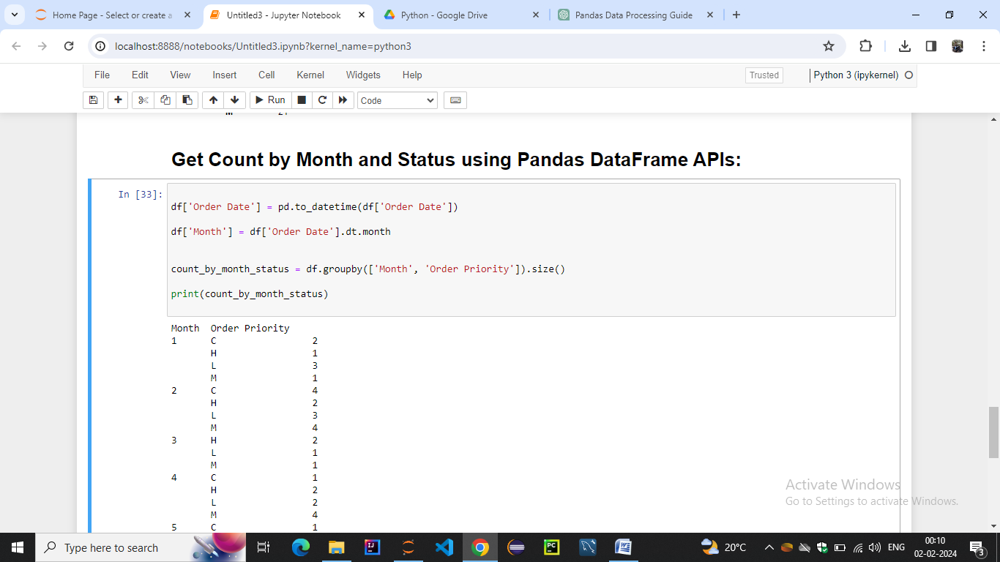 Home Page - Select or create a
Untitled3 - Jupyter Notebook
Python - Google Drive
Pandas Data Processing Guide
localhost:8888/notebooks/Untitled3.ipynb?kernel_name=python3
File Edit View Insert Cell Kernel Widgets Help
Trusted
Python 3 (ipykernel)
Run
Code
Get Count by Month and Status using Pandas DataFrame APIs:
In [33]:
df['Order Date'] = pd.to_datetime(df['Order Date'])
df['Month'] = df['Order Date'].dt.month
count_by_month_status = df.groupby(['Month', 'Order Priority']).size()
print(count_by_month_status)
Month Order Priority
1 C 2
H 1
L 3
M 1
2 C 4
H 2
L 3
M 4
3 H 2
L 1
M 1
4 C 1
H 2
L 2
M 4
5 C 1
Activate Windows
Go to Settings to activate Windows.
Type here to search
20°C
ENG
00:10
02-02-2024
3